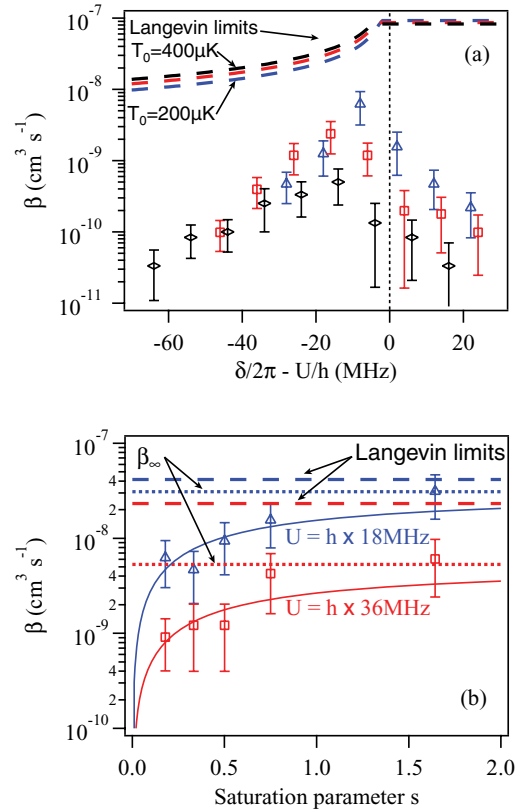 Langevin limits
(a)
T₀=400μK
T₀=200μK
10⁻⁷
10⁻⁸
10⁻⁹
10⁻¹⁰
10⁻¹¹
β (cm³ s⁻¹)
-60 -40 -20 0 20
δ/2π - U/h (MHz)
β∞
Langevin limits
10⁻⁷
4
2
10⁻⁸
4
2
10⁻⁹
4
2
10⁻¹⁰
β (cm³ s⁻¹)
U = h x 18MHz
U = h x 36MHz
(b)
0.0 0.5 1.0 1.5 2.0
Saturation parameter s